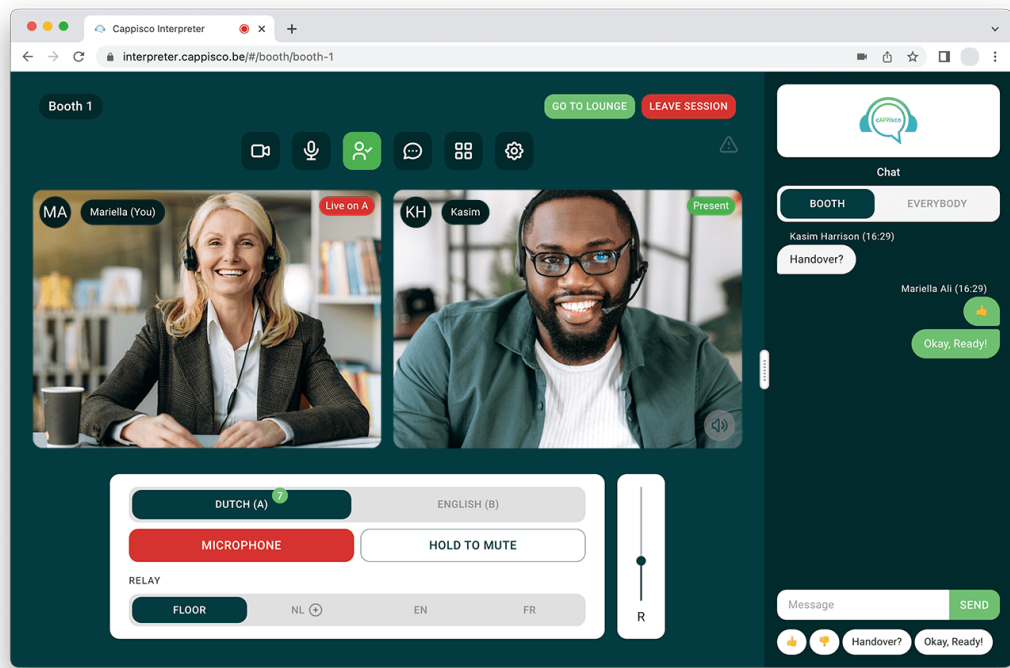 Cappisco Interpreter
interpreter.cappisco.be/#/booth/booth-1
Booth 1
GO TO LOUNGE
LEAVE SESSION
MA
Mariella (You)
Live on A
KH
Kasim
Present
DUTCH (A)
7
ENGLISH (B)
MICROPHONE
HOLD TO MUTE
RELAY
FLOOR
NL
EN
FR
R
cAPPisco
Chat
BOOTH
EVERYBODY
Kasim Harrison (16:29)
Handover?
Mariella Ali (16:29)
👍
Okay, Ready!
Message
SEND
👍
👎
Handover?
Okay, Ready!